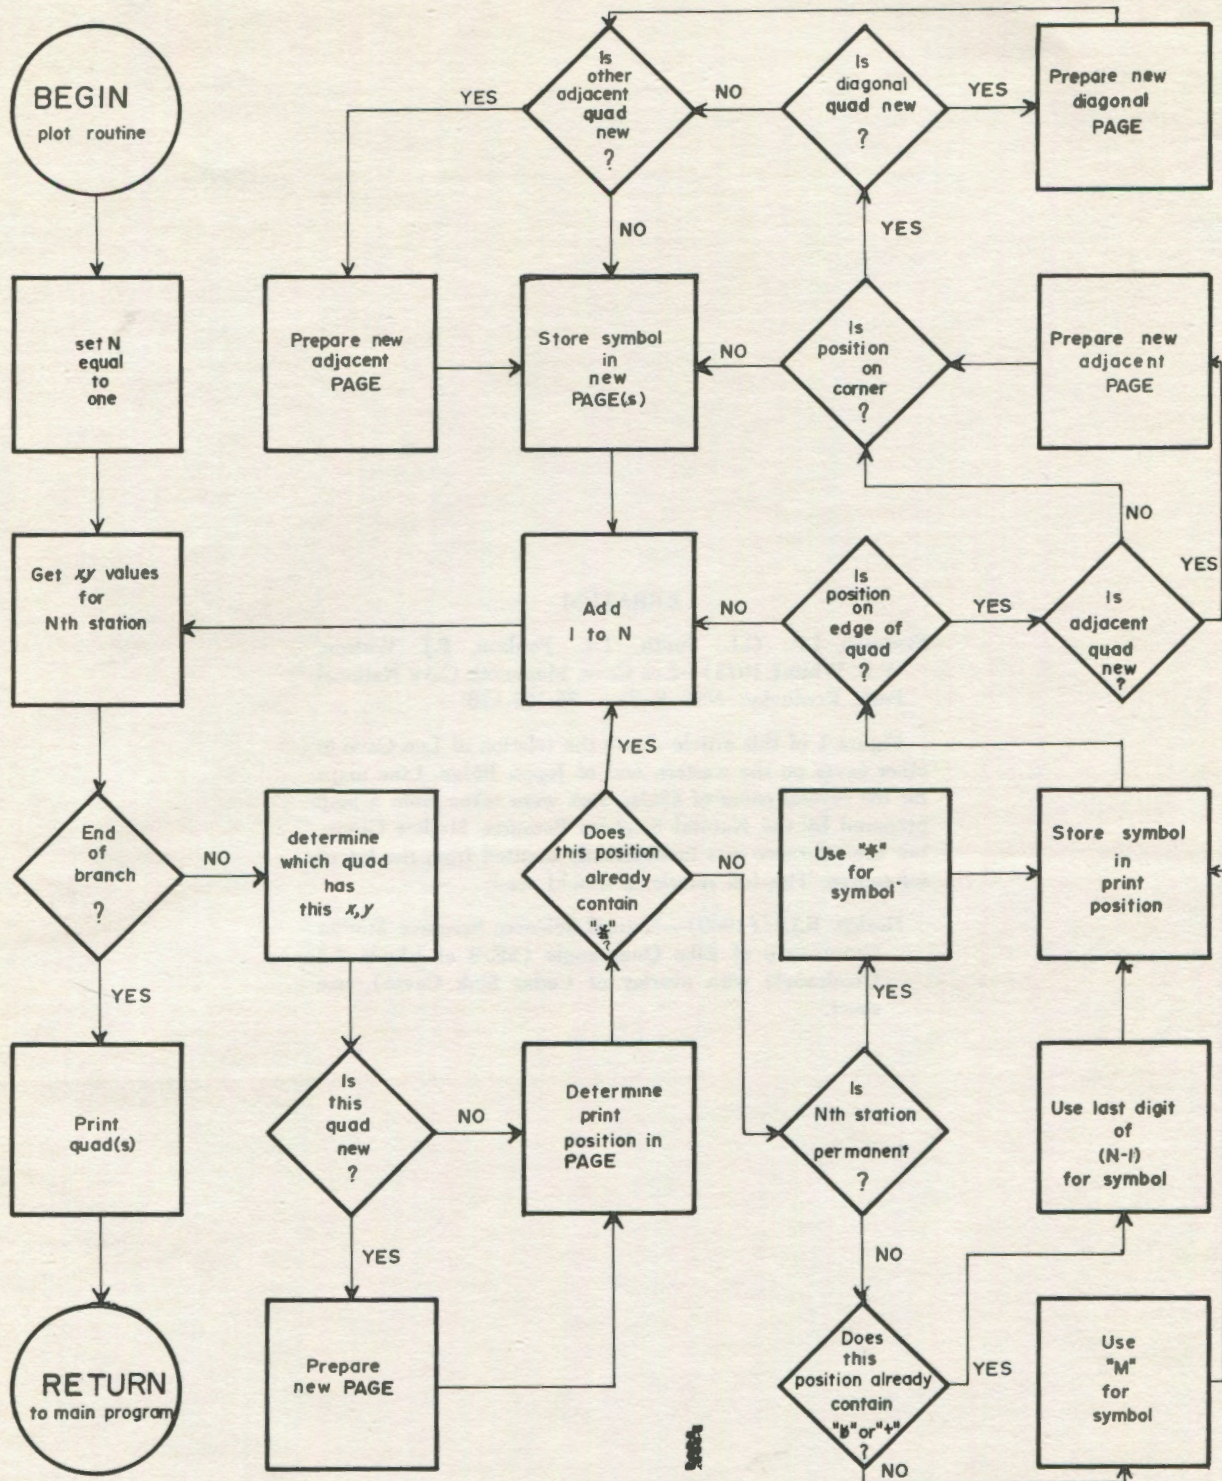 BEGIN
plot routine
Is
other
adjacent
quad
new
?
YES
NO
NO
Is
diagonal
quad new
?
YES
Prepare new
diagonal
PAGE
YES
set N
equal
to
one
Prepare new
adjacent
PAGE
Store symbol
in
new
PAGE(s)
NO
Is
position
on
corner
?
Prepare new
adjacent
PAGE
NO
YES
Get x,y values
for
Nth station
Add
1 to N
NO
Is
position
on
edge of
quad
?
YES
Is
adjacent
quad
new
?
YES
End
of
branch
?
NO
determine
which quad
has
this x,y
Does
this position
already
contain
"*"
?
NO
Use "*"
for
symbol
Store symbol
in
print
position
YES
YES
Print
quad(s)
Is
this
quad
new
?
NO
Determine
print
position in
PAGE
Is
Nth station
permanent
?
Use last digit
of
(N-1)
for symbol
YES
NO
RETURN
to main program
Prepare
new PAGE
Does
this
position already
contain
"b" or "+"
?
YES
Use
"M"
for
symbol
NO